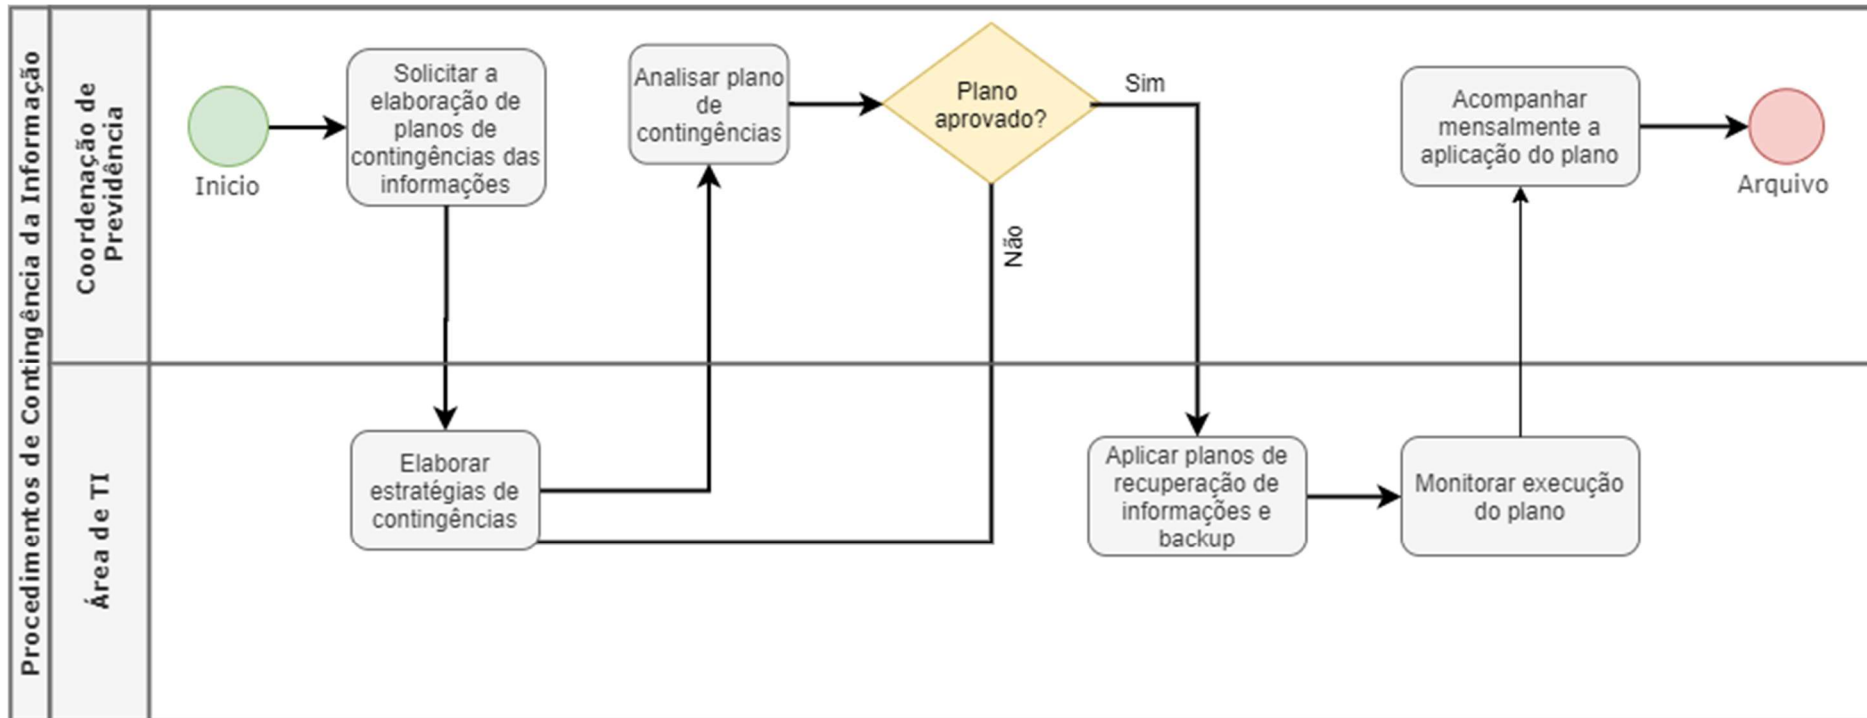 Procedimentos de Contingência da Informação
Coordenação de
Previdência
Inicio
Solicitar a
elaboração de
planos de
contingências das
informações
Analisar plano
de
contingências
Plano
aprovado?
Sim
Não
Acompanhar
mensalmente a
aplicação do plano
Arquivo
Área de TI
Elaborar
estratégias de
contingências
Aplicar planos de
recuperação de
informações e
backup
Monitorar execução
do plano